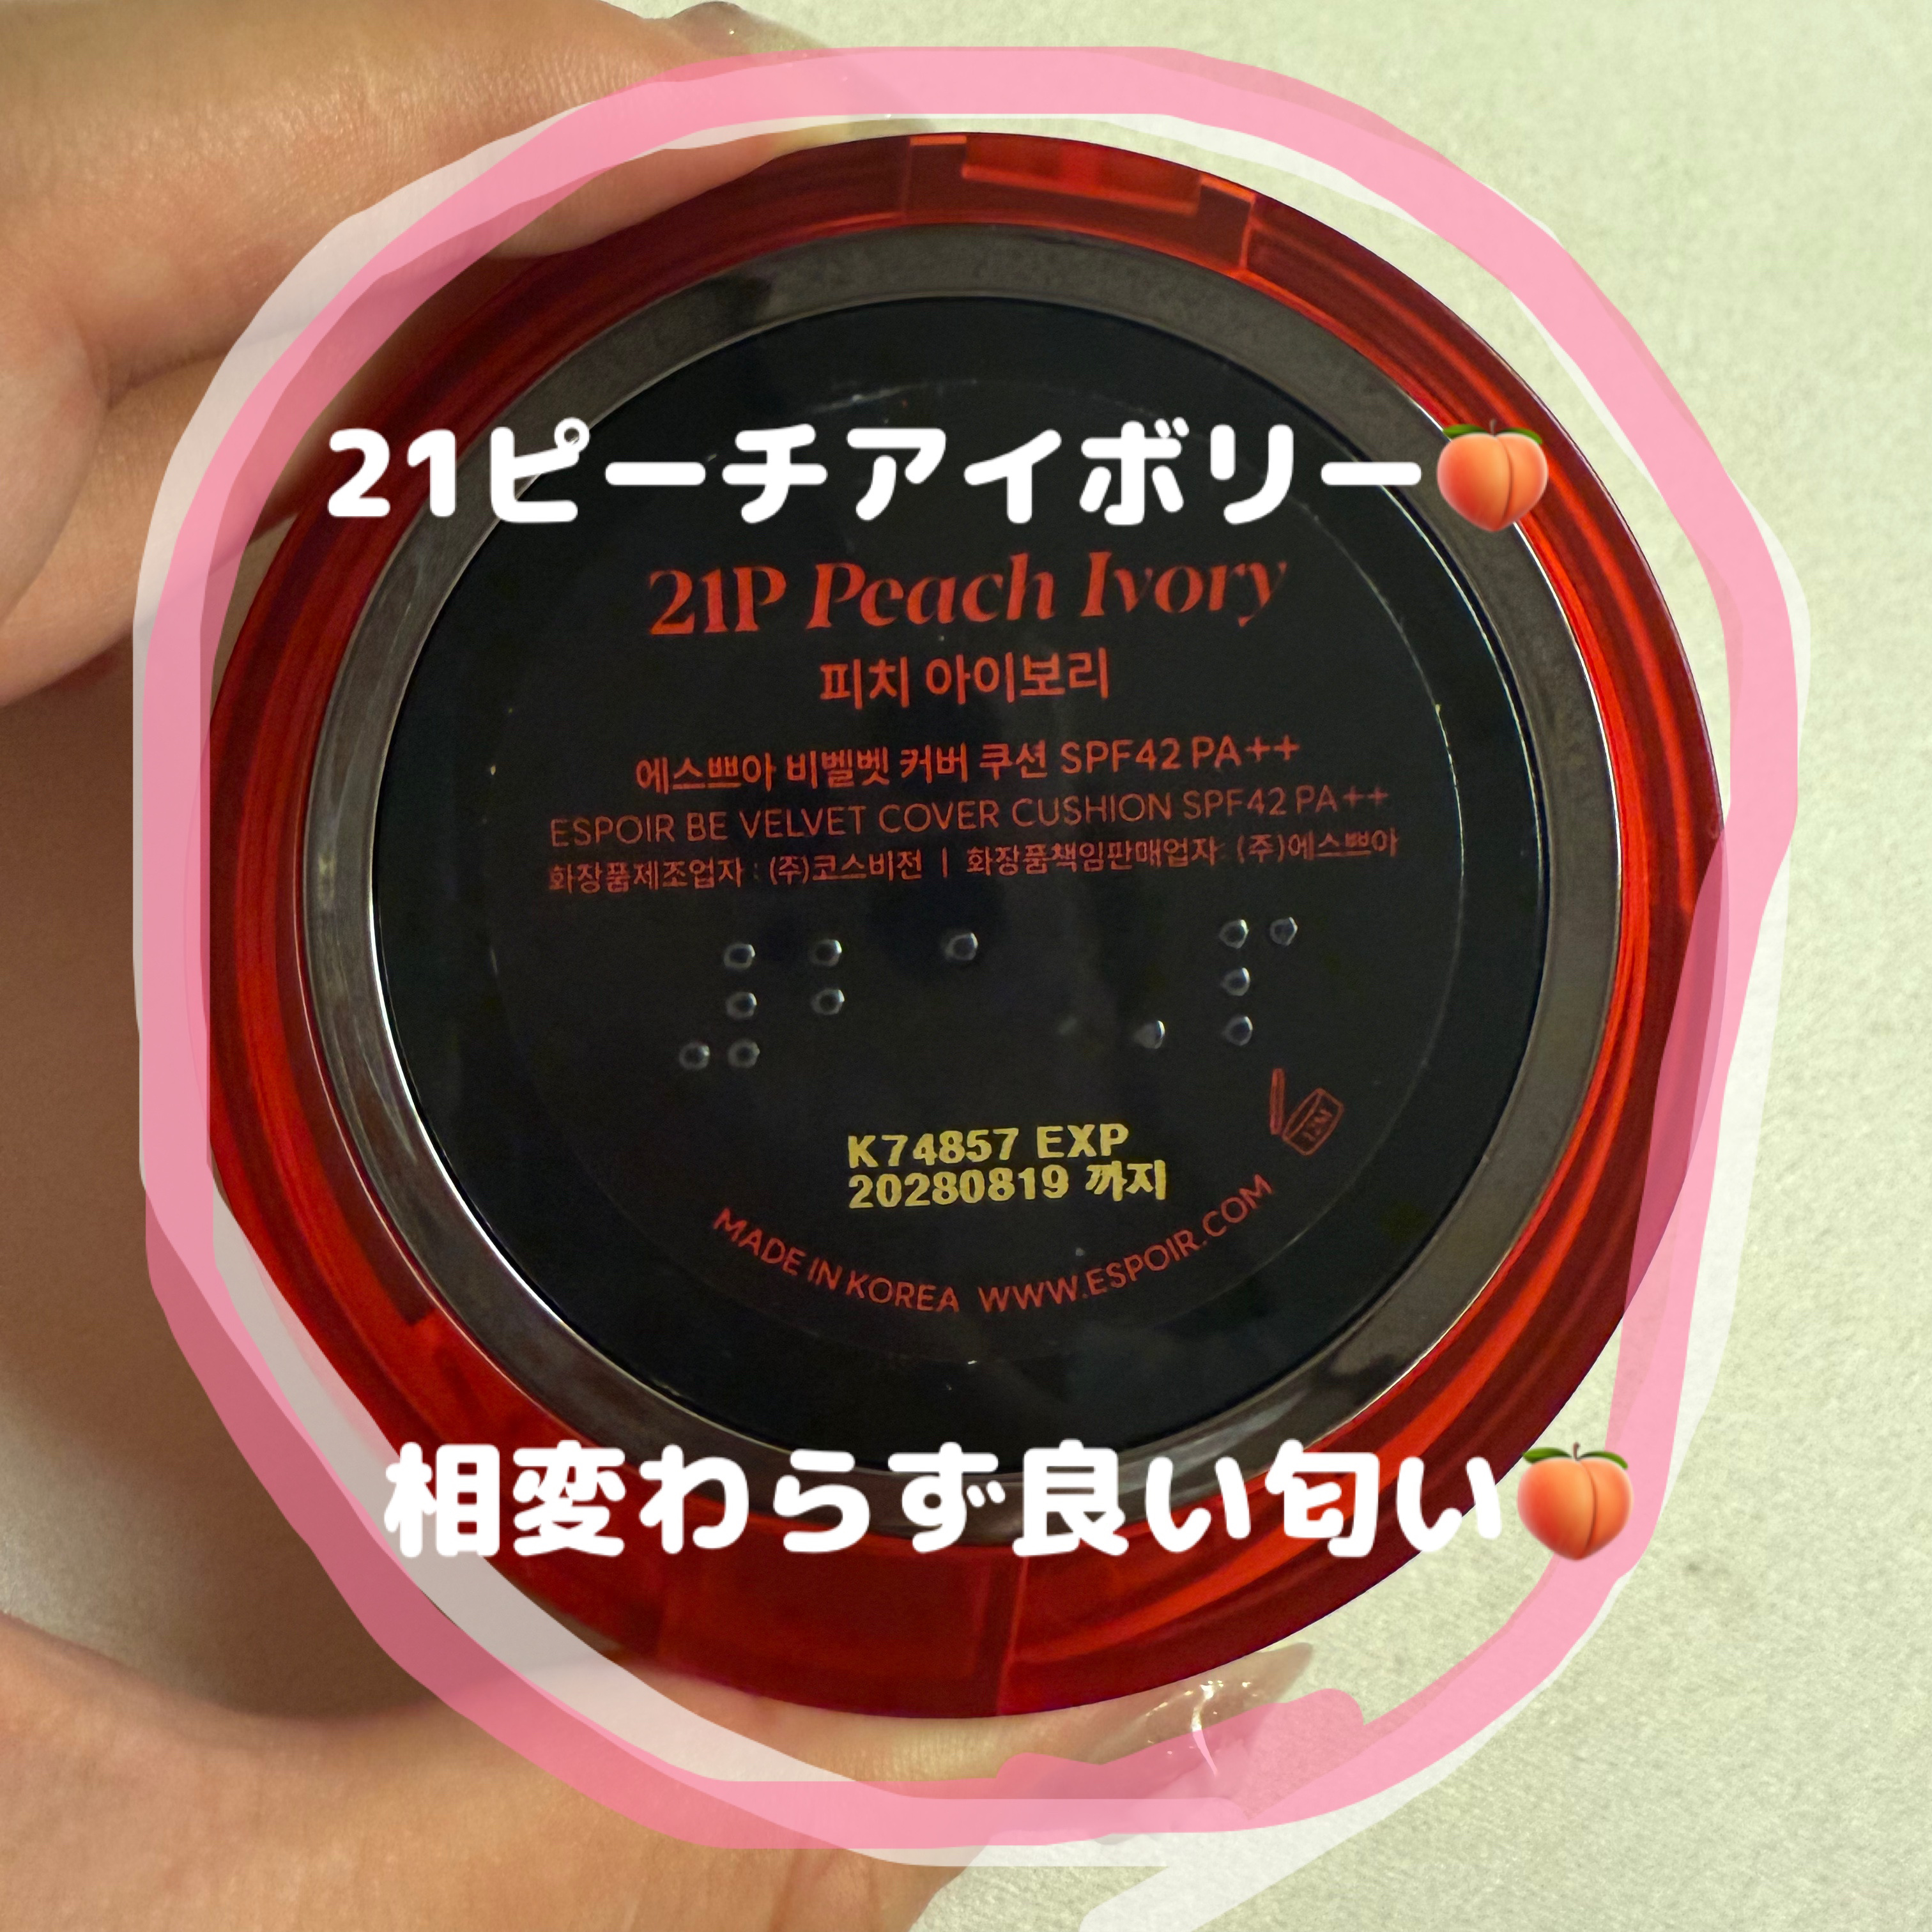 21ピーチアイボリー🍑
21P Peach Ivory
피치 아이보리
에스쁘아 비벨벳 커버 쿠션 SPF42 PA++
ESPOIR BE VELVET COVER CUSHION SPF42 PA++
화장품제조업자 : (주)코스비전 | 화장품책임판매업자: (주)에스쁘아
12M
K74857 EXP
20280819 까지
MADE IN KOREA WWW.ESPOIR.COM
相変わらず良い匂い🍑